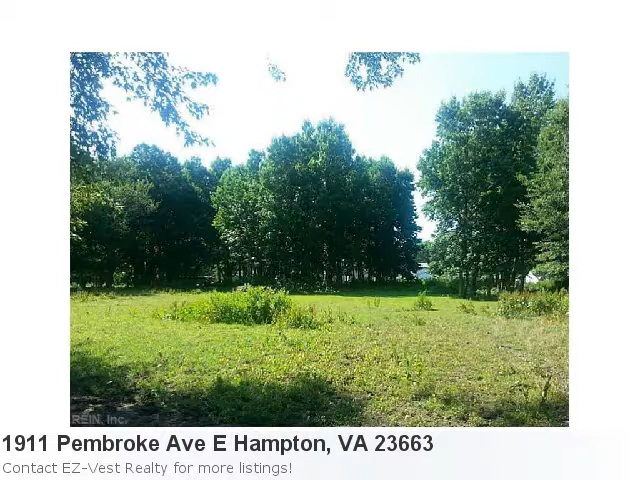 REIN, Inc.
1911 Pembroke Ave E Hampton, VA 23663
Contact EZ-Vest Realty for more listings!